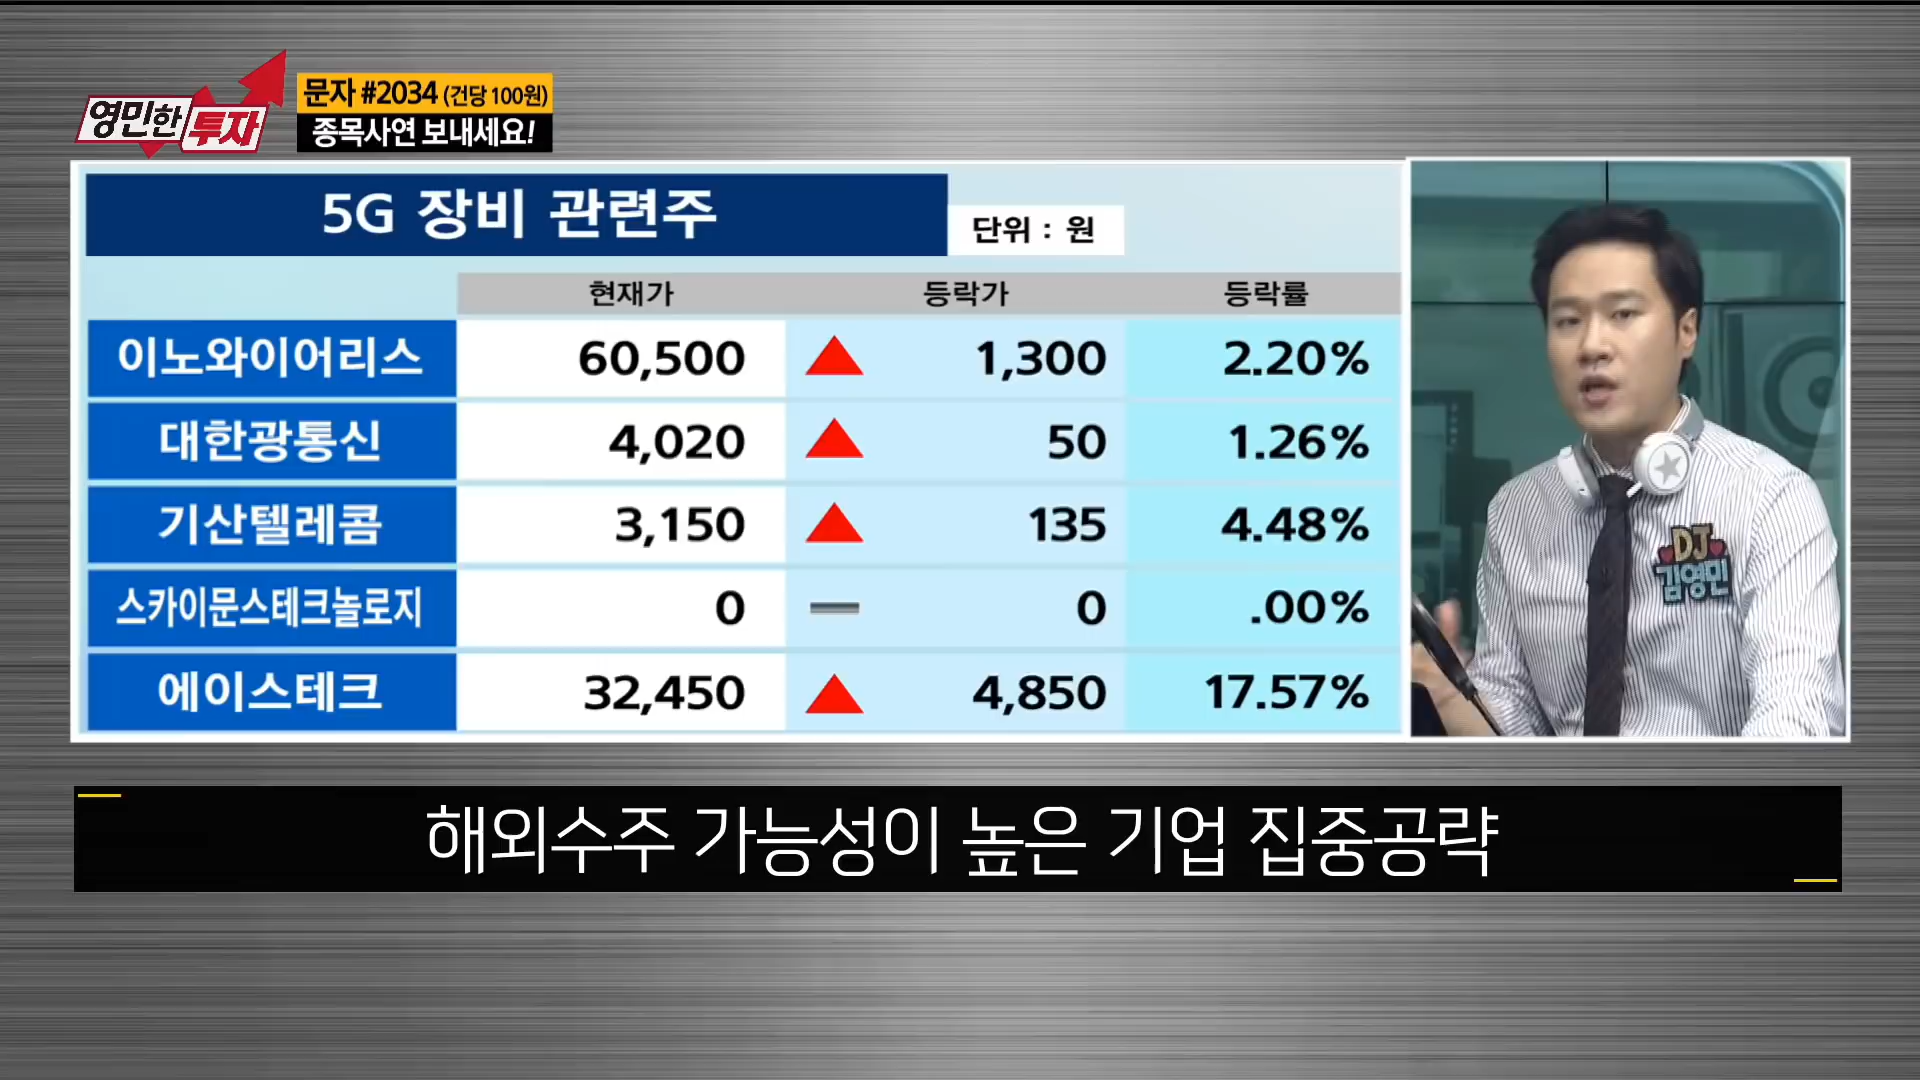 영민한 투자
문자 #2034 (건당 100원)
종목사연 보내세요!
5G 장비 관련주
단위 : 원
현재가 등락가 등락률
이노와이어리스 60,500 ▲ 1,300 2.20%
대한광통신 4,020 ▲ 50 1.26%
기산텔레콤 3,150 ▲ 135 4.48%
스카이문스테크놀로지 0 0 .00%
에이스테크 32,450 ▲ 4,850 17.57%
DJ
김영민
해외수주 가능성이 높은 기업 집중공략